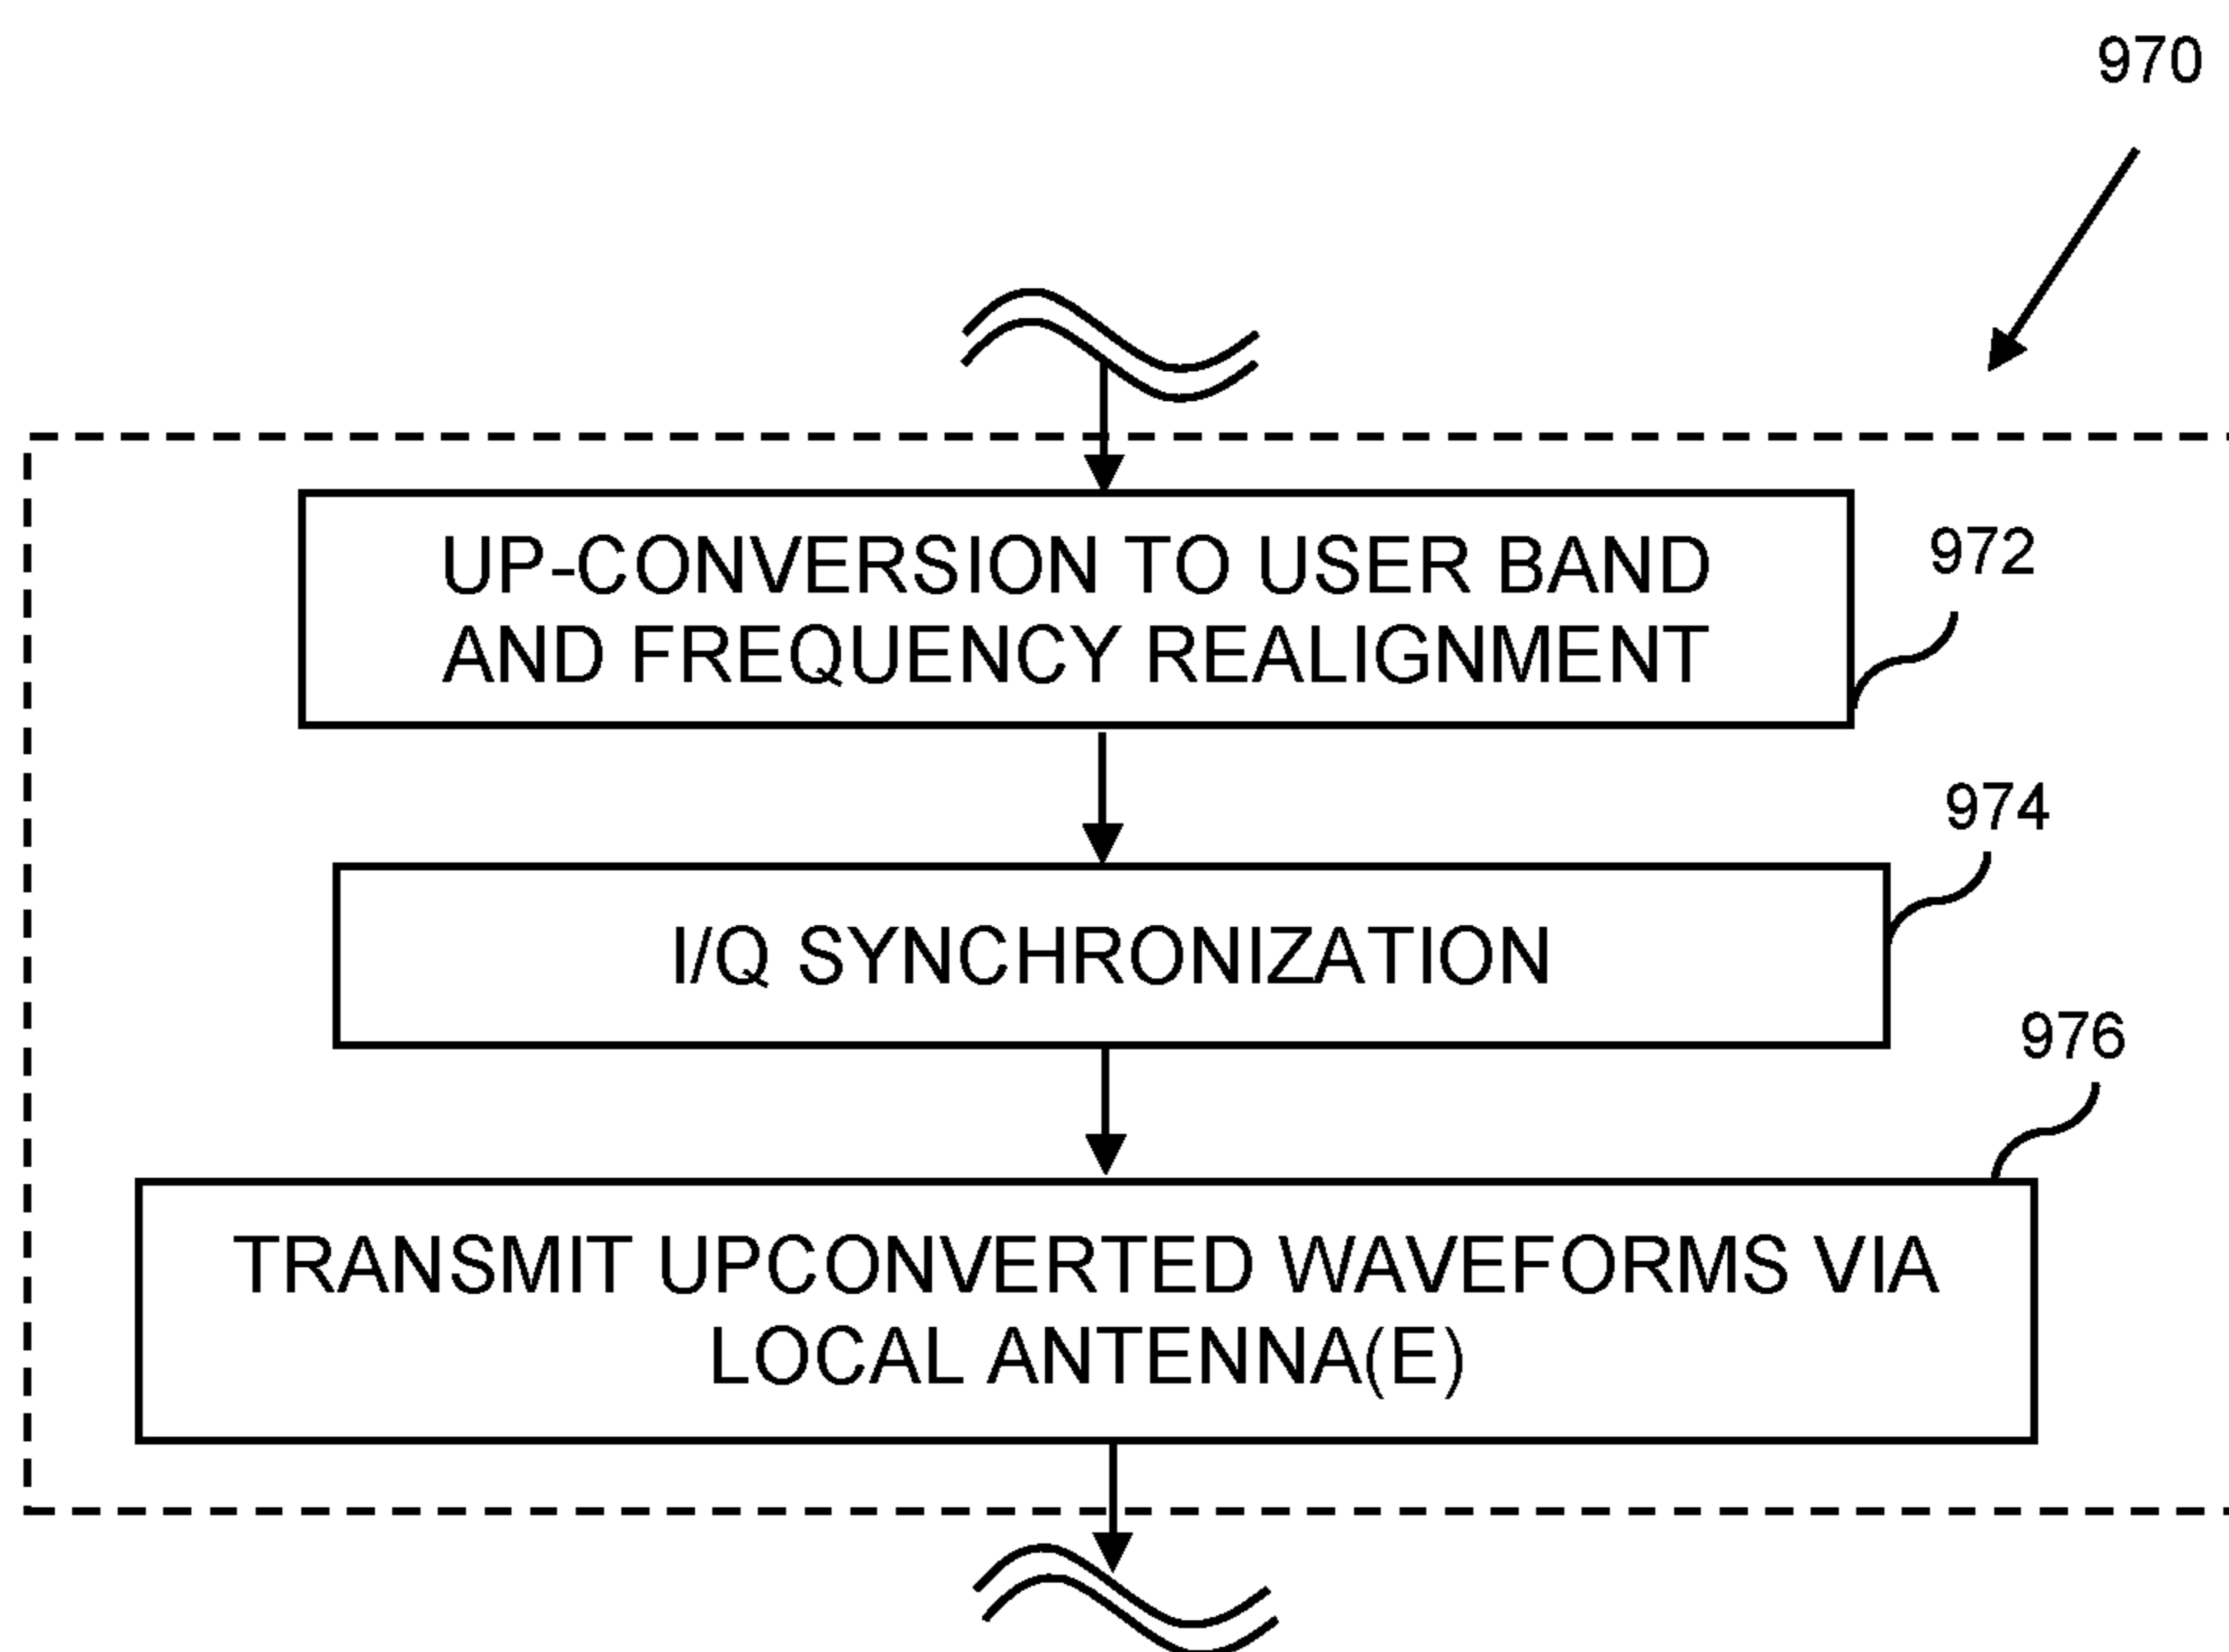 970
UP-CONVERSION TO USER BAND
AND FREQUENCY REALIGNMENT
972
974
I/Q SYNCHRONIZATION
976
TRANSMIT UPCONVERTED WAVEFORMS VIA
LOCAL ANTENNA(E)